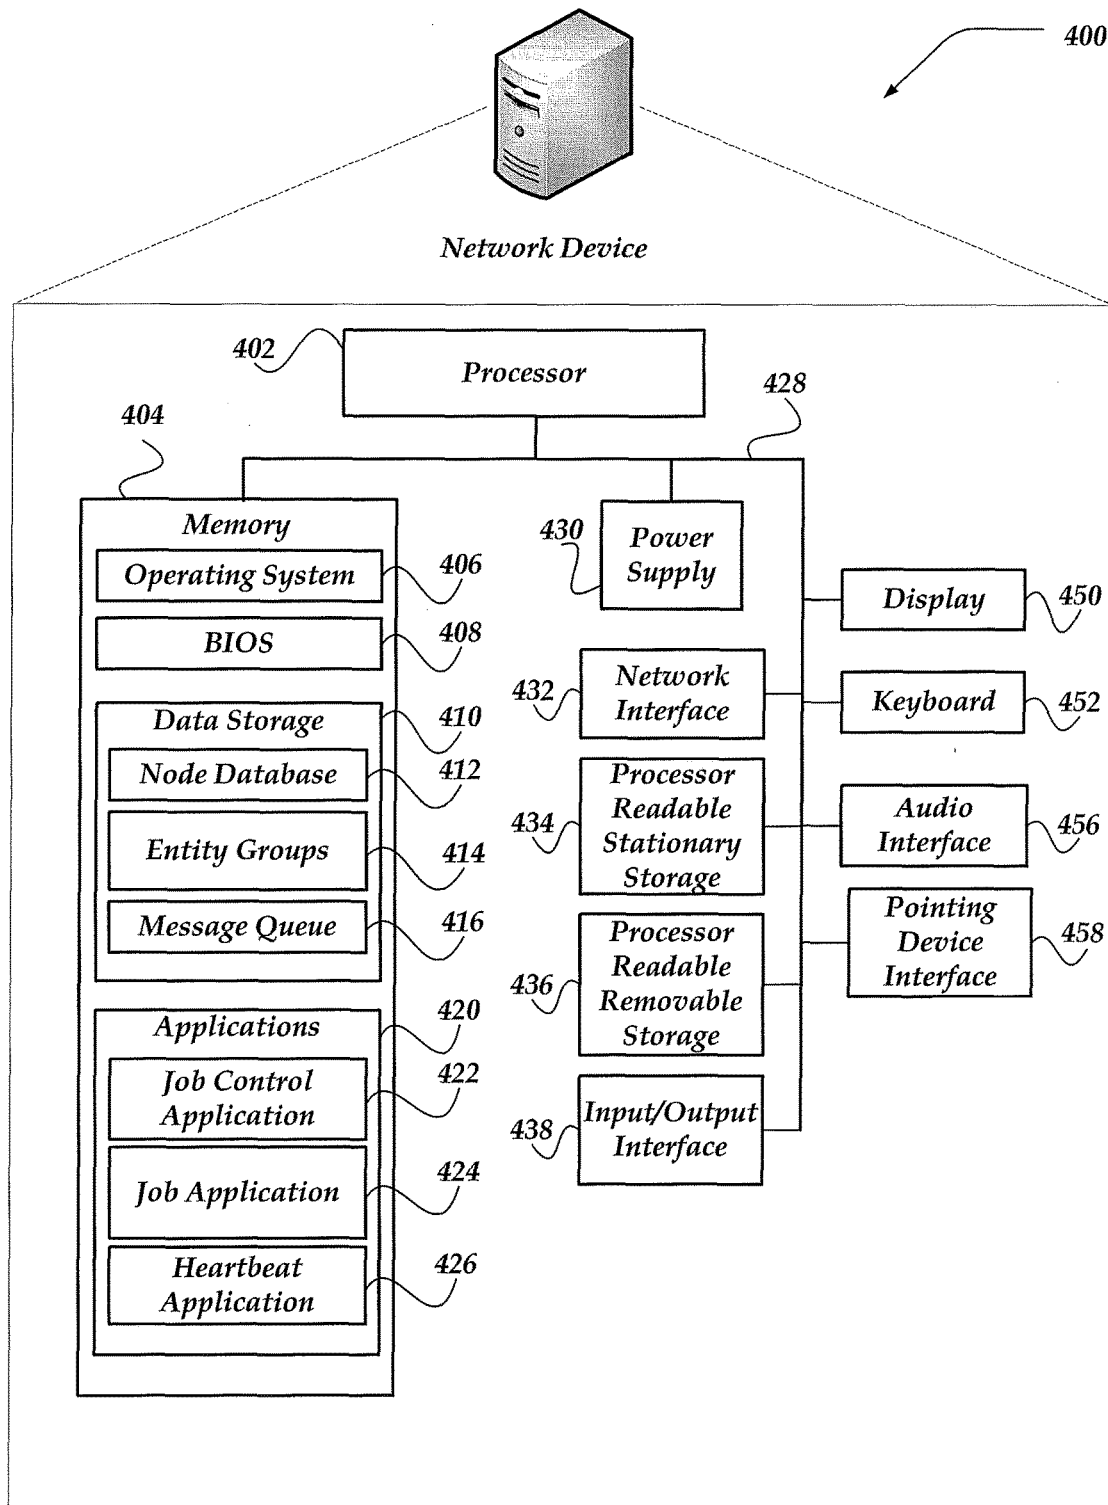 400
Network Device
402
Processor
428
404
Memory
Operating System
406
BIOS
408
Data Storage
410
Node Database
412
Entity Groups
414
Message Queue
416
Applications
420
Job Control
Application
422
Job Application
424
Heartbeat
Application
426
430
Power
Supply
432
Network
Interface
434
Processor
Readable
Stationary
Storage
436
Processor
Readable
Removable
Storage
438
Input/Output
Interface
Display
450
Keyboard
452
Audio
Interface
456
Pointing
Device
Interface
458